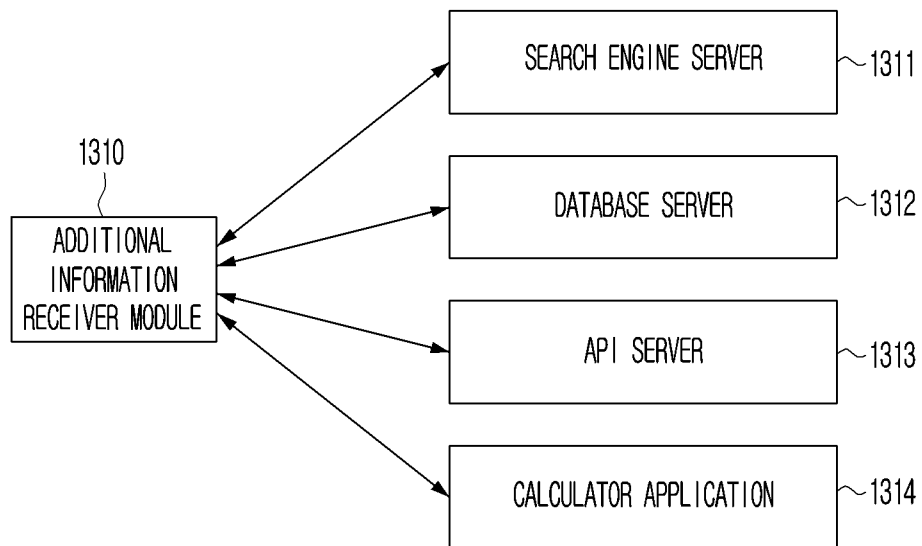 SEARCH ENGINE SERVER
1311
1310
DATABASE SERVER
1312
ADDITIONAL
INFORMATION
RECEIVER MODULE
API SERVER
1313
CALCULATOR APPLICATION
1314